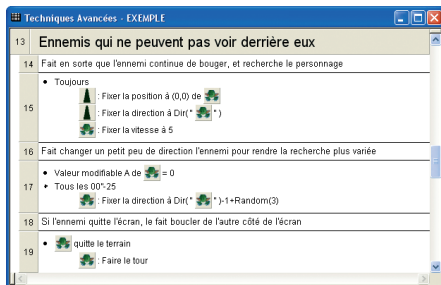 Techniques Avancées - EXEMPLE
13 Ennemis qui ne peuvent pas voir derrière eux
14 Fait en sorte que l'ennemi continue de bouger, et recherche le personnage
15
• Toujours
: Fixer la position à (0,0) de
: Fixer la direction à Dir(" ")
: Fixer la vitesse à 5
16 Fait changer un petit peu de direction l'ennemi pour rendre la recherche plus variée
17
• Valeur modifiable A de = 0
• Tous les 00"-25
: Fixer la direction à Dir(" ")-1+Random(3)
18 Si l'ennemi quitte l'écran, le fait boucler de l'autre côté de l'écran
19
• quitte le terrain
: Faire le tour